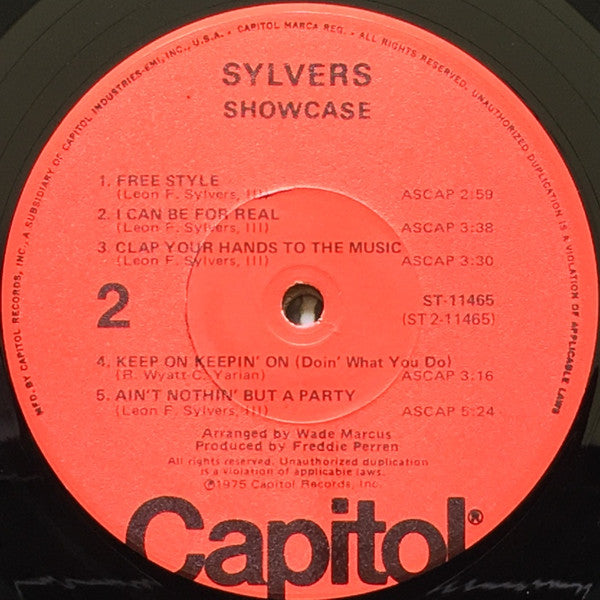 MFD. BY CAPITOL RECORDS, INC., A SUBSIDIARY OF CAPITOL INDUSTRIES-EMI, INC., U.S.A. • CAPITOL MARCA REG. • ALL RIGHTS RESERVED. UNAUTHORIZED DUPLICATION IS A VIOLATION OF APPLICABLE LAWS
SYLVERS
SHOWCASE
1. FREE STYLE
(Leon F. Sylvers, III) ASCAP 2:59
2. I CAN BE FOR REAL
(Leon F. Sylvers, III) ASCAP 3:38
3. CLAP YOUR HANDS TO THE MUSIC
(Leon F. Sylvers, III) ASCAP 3:30
2
ST-11465
(ST 2-11465)
4. KEEP ON KEEPIN' ON (Doin' What You Do)
(R. Wyatt-C. Yarian) ASCAP 3:16
5. AIN'T NOTHIN' BUT A PARTY
(Leon F. Sylvers, III) ASCAP 5:24
Arranged by Wade Marcus
Produced by Freddie Perren
All rights reserved. Unauthorized duplication
is a violation of applicable laws.
℗1975 Capitol Records, Inc.
Capitol®